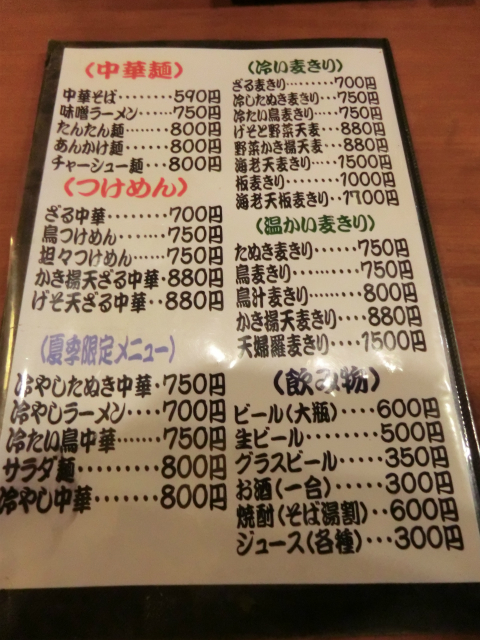 (中華麺)
中華そば・・・・・・・・590円
味噌ラーメン・・・・・750円
たんたん麺・・・・・・・800円
あんかけ麺・・・・・・・800円
チャーシュー麺・・・800円
(つけめん)
ざる中華・・・・・・・・700円
鳥つけめん・・・・・・750円
坦々つけめん・・・・・750円
かき揚天ざる中華・880円
げそ天ざる中華・・880円
(夏季限定メニュー)
冷やしたぬき中華・750円
冷やしラーメン・・・・700円
冷たい鳥中華・・・・・・750円
サラダ麺・・・・・・・・・800円
冷やし中華・・・・・・・800円
(冷い麦きり)
ざる麦きり・・・・・・・・700円
冷したぬき麦きり・・・750円
冷たい鳥麦きり・・・・・750円
げそと野菜天麦・・・880円
野菜かき揚天麦・・・880円
海老天麦きり・・・・・1500円
板麦きり・・・・・・・・・1000円
海老天板麦きり・・・・1700円
(温かい麦きり)
たぬき麦きり・・・・・・・750円
鳥麦きり・・・・・・・・・750円
鳥汁麦きり・・・・・・・・800円
かき揚天麦きり・・・・880円
天婦羅麦きり・・・・1500円
(飲み物)
ビール(大瓶)・・・・・600円
生ビール・・・・・・・・・500円
グラスビール・・・・・350円
お酒(一合)・・・・・・300円
焼酎(そば湯割)・・600円
ジュース(各種)・・・300円